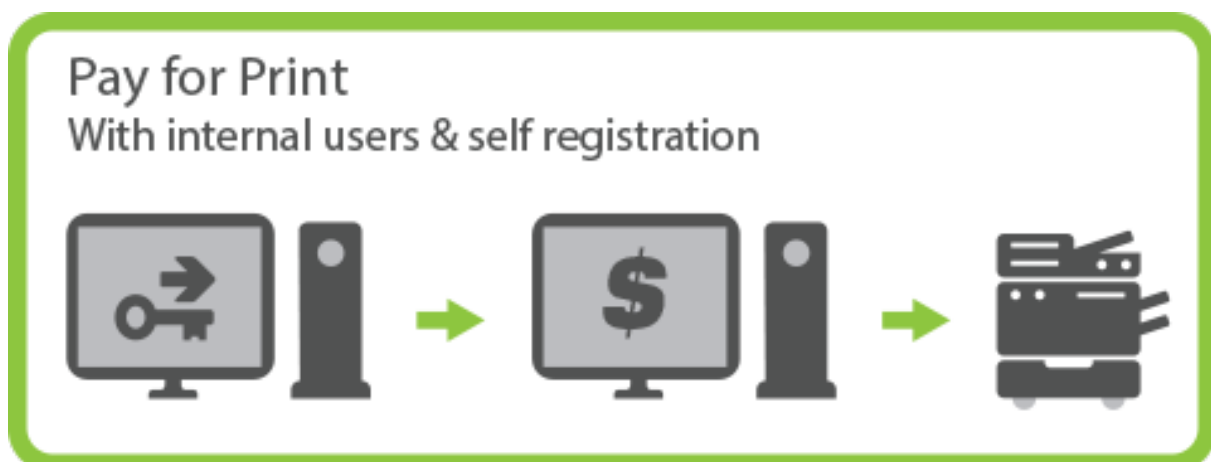 Pay for Print
With internal users & self registration
$